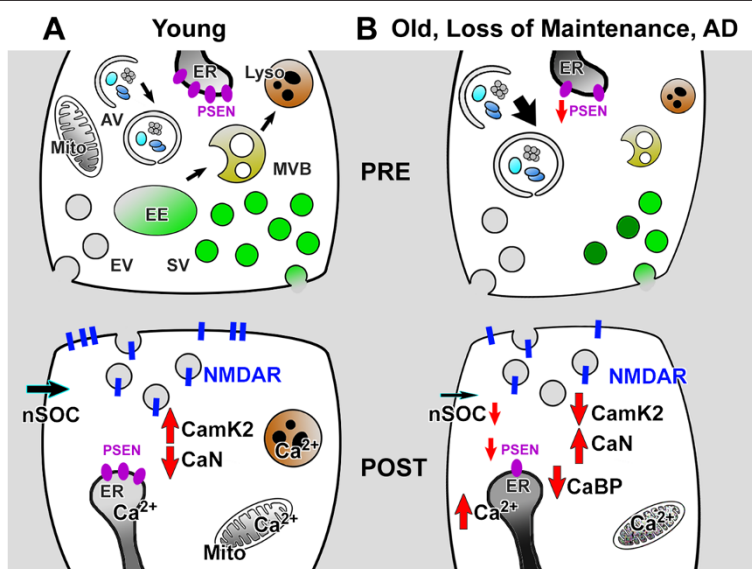 A Young
B Old, Loss of Maintenance, AD
ER
Lyso
PSEN
AV
Mito
MVB
EE
EV
SV
ER
PSEN
PRE
NMDAR
nSOC
CamK2
CaN
PSEN
ER
Ca2+
Ca2+
Ca2+
Mito
POST
NMDAR
nSOC
CamK2
CaN
PSEN
ER
CaBP
Ca2+
Ca2+